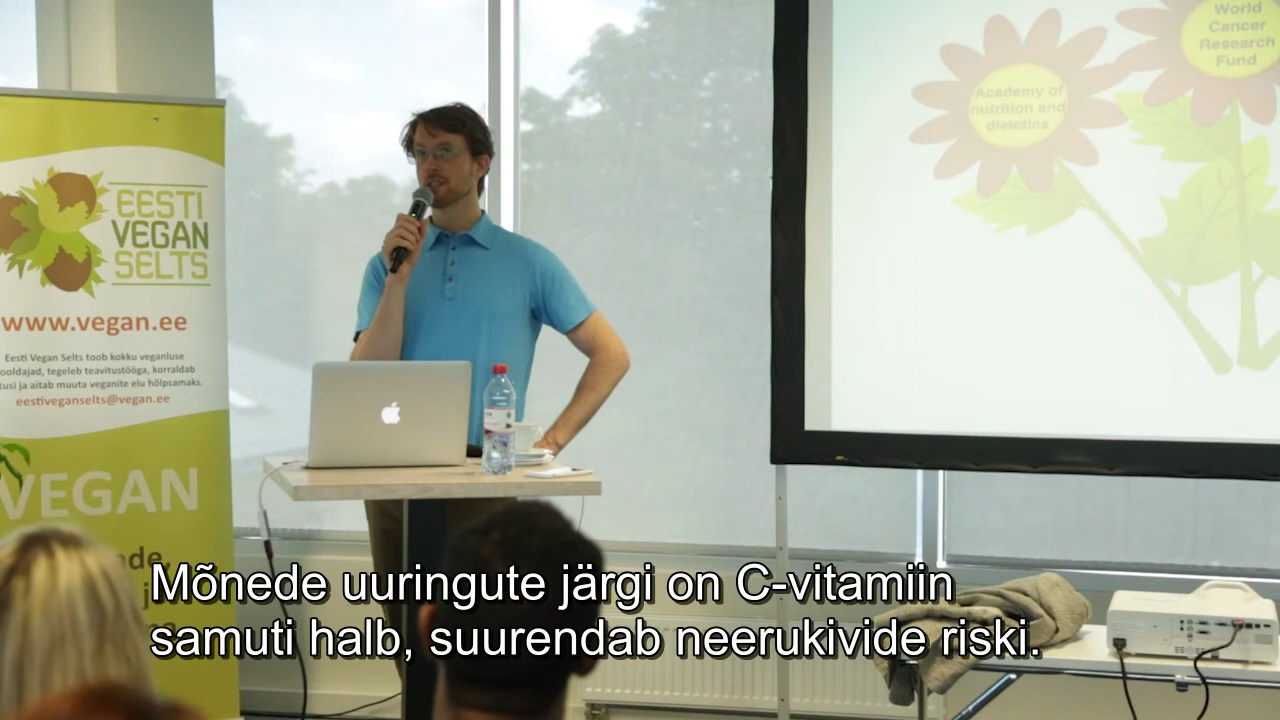 EESTI
VEGAN
SELTS
www.vegan.ee
Eesti Vegan Selts toob kokku veganluse
ooldajad, tegeleb teavitustööga, korraldab
tusi ja aitab muuta veganite elu hõlpsamaks.
eestiveganselts@vegan.ee
VEGAN
Academy of
nutrition and
dietetics
World
Cancer
Research
Fund
Mõnede uuringute järgi on C-vitamiin
samuti halb, suurendab neerukivide riski.